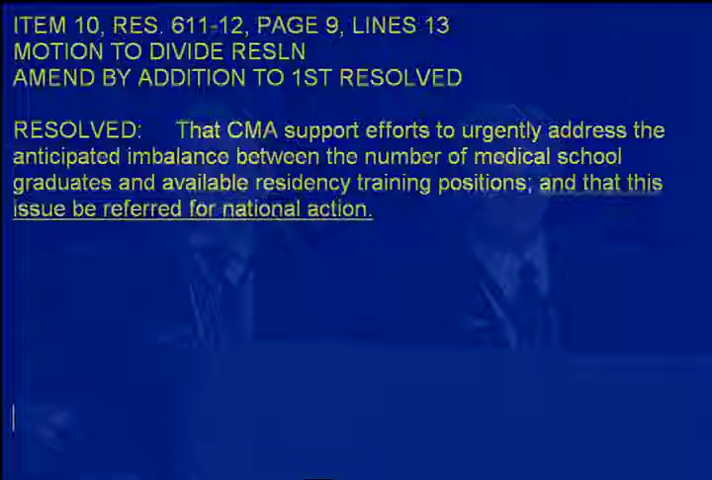 ITEM 10, RES. 611-12, PAGE 9, LINES 13
MOTION TO DIVIDE RESLN
AMEND BY ADDITION TO 1ST RESOLVED
RESOLVED: That CMA support efforts to urgently address the
anticipated imbalance between the number of medical school
graduates and available residency training positions; and that this
issue be referred for national action.